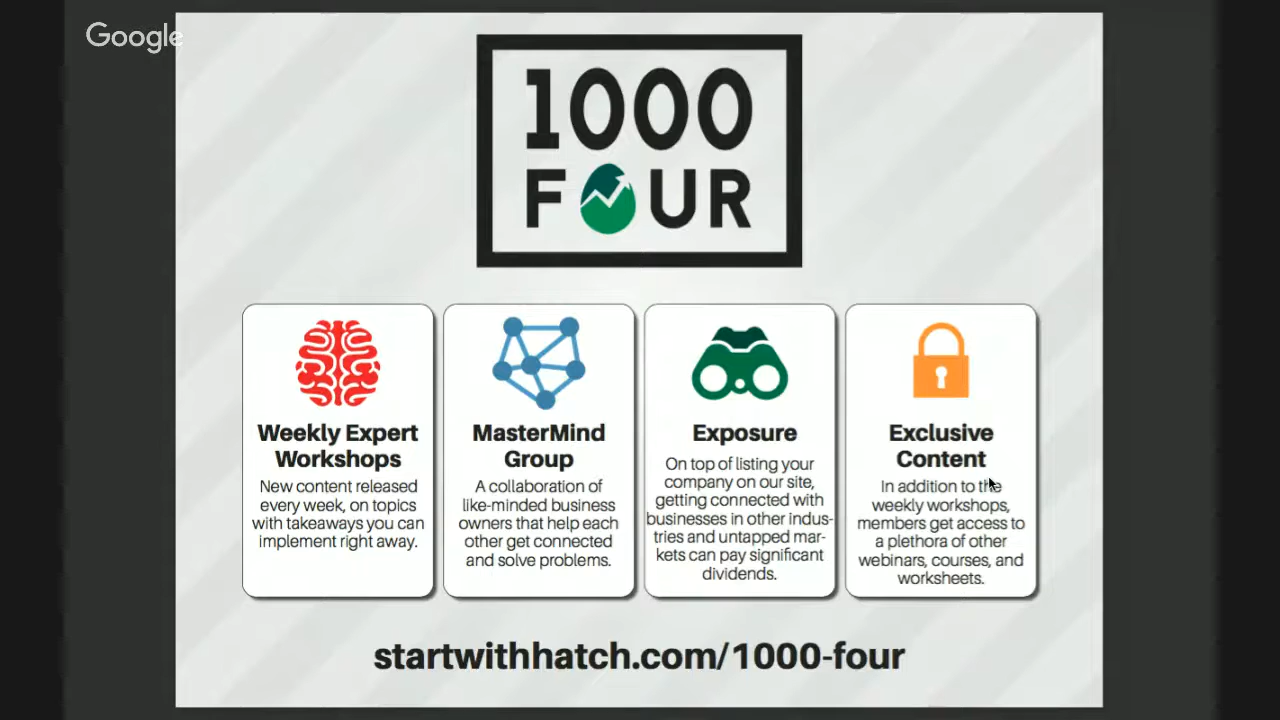 Google
1000
FOUR
Weekly Expert
Workshops
New content released
every week, on topics
with takeaways you can
implement right away.
MasterMind
Group
A collaboration of
like-minded business
owners that help each
other get connected
and solve problems.
Exposure
On top of listing your
company on our site,
getting connected with
businesses in other indus-
tries and untapped mar-
kets can pay significant
dividends.
Exclusive
Content
In addition to the
weekly workshops,
members get access to
a plethora of other
webinars, courses, and
worksheets.
startwithhatch.com/1000-four